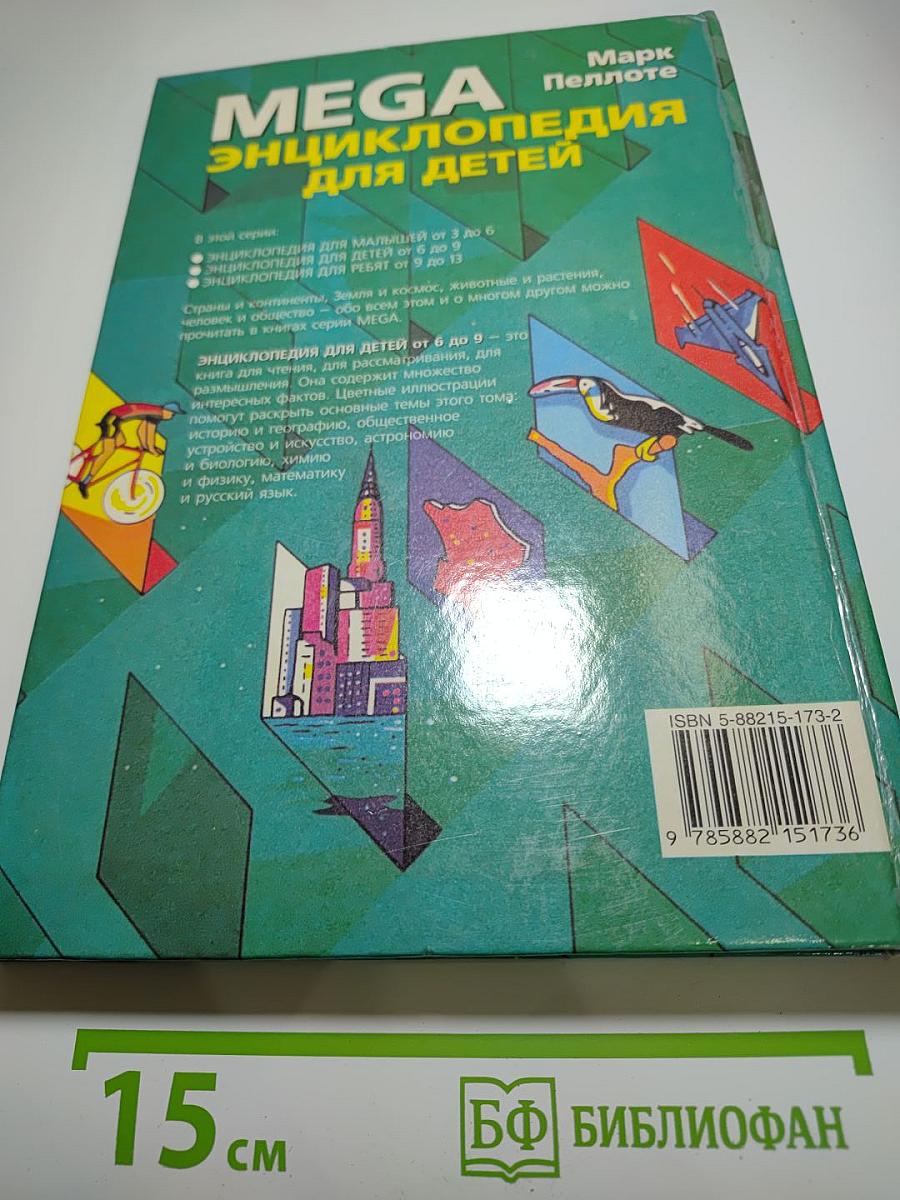 Марк
Пеллоте
MEGA
ЭНЦИКЛОПЕДИЯ
ДЛЯ ДЕТЕЙ
В этой серии:
ЭНЦИКЛОПЕДИЯ ДЛЯ МАЛЫШЕЙ от 3 до 6
ЭНЦИКЛОПЕДИЯ ДЛЯ ДЕТЕЙ от 6 до 9
ЭНЦИКЛОПЕДИЯ ДЛЯ РЕБЯТ от 9 до 13
Страны и континенты, Земля и космос, животные и растения,
человек и общество – обо всем этом и о многом другом можно
прочитать в книгах серии MEGA.
ЭНЦИКЛОПЕДИЯ ДЛЯ ДЕТЕЙ от 6 до 9 – это
книга для чтения, для рассматривания, для
размышления. Она содержит множество
интересных фактов. Цветные иллюстрации
помогут раскрыть основные темы этого тома:
историю и географию, общественное
устройство и искусство, астрономию
и биологию, химию
и физику, математику
и русский язык.
ISBN 5-88215-173-2
9 785882 151736
15 см
БФ БИБЛИОФАН